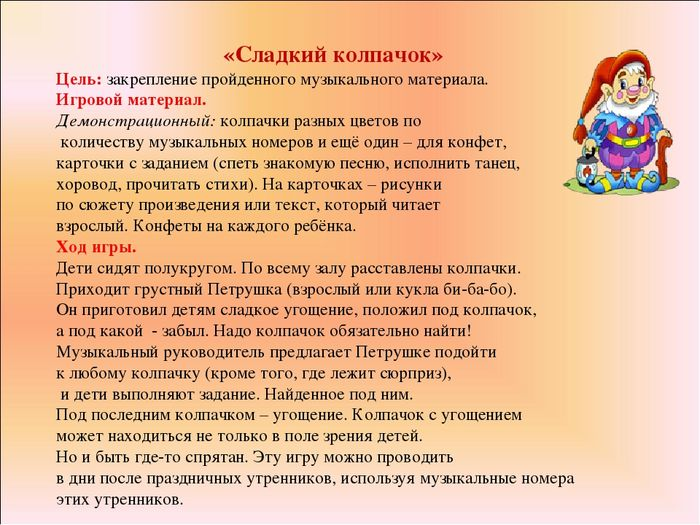 «Сладкий колпачок»
Цель: закрепление пройденного музыкального материала.
Игровой материал.
Демонстрационный: колпачки разных цветов по
количеству музыкальных номеров и ещё один – для конфет,
карточки с заданием (спеть знакомую песню, исполнить танец,
хоровод, прочитать стихи). На карточках – рисунки
по сюжету произведения или текст, который читает
взрослый. Конфеты на каждого ребёнка.
Ход игры.
Дети сидят полукругом. По всему залу расставлены колпачки.
Приходит грустный Петрушка (взрослый или кукла би-ба-бо).
Он приготовил детям сладкое угощение, положил под колпачок,
а под какой - забыл. Надо колпачок обязательно найти!
Музыкальный руководитель предлагает Петрушке подойти
к любому колпачку (кроме того, где лежит сюрприз),
и дети выполняют задание. Найденное под ним.
Под последним колпачком – угощение. Колпачок с угощением
может находиться не только в поле зрения детей.
Но и быть где-то спрятан. Эту игру можно проводить
в дни после праздничных утренников, используя музыкальные номера
этих утренников.